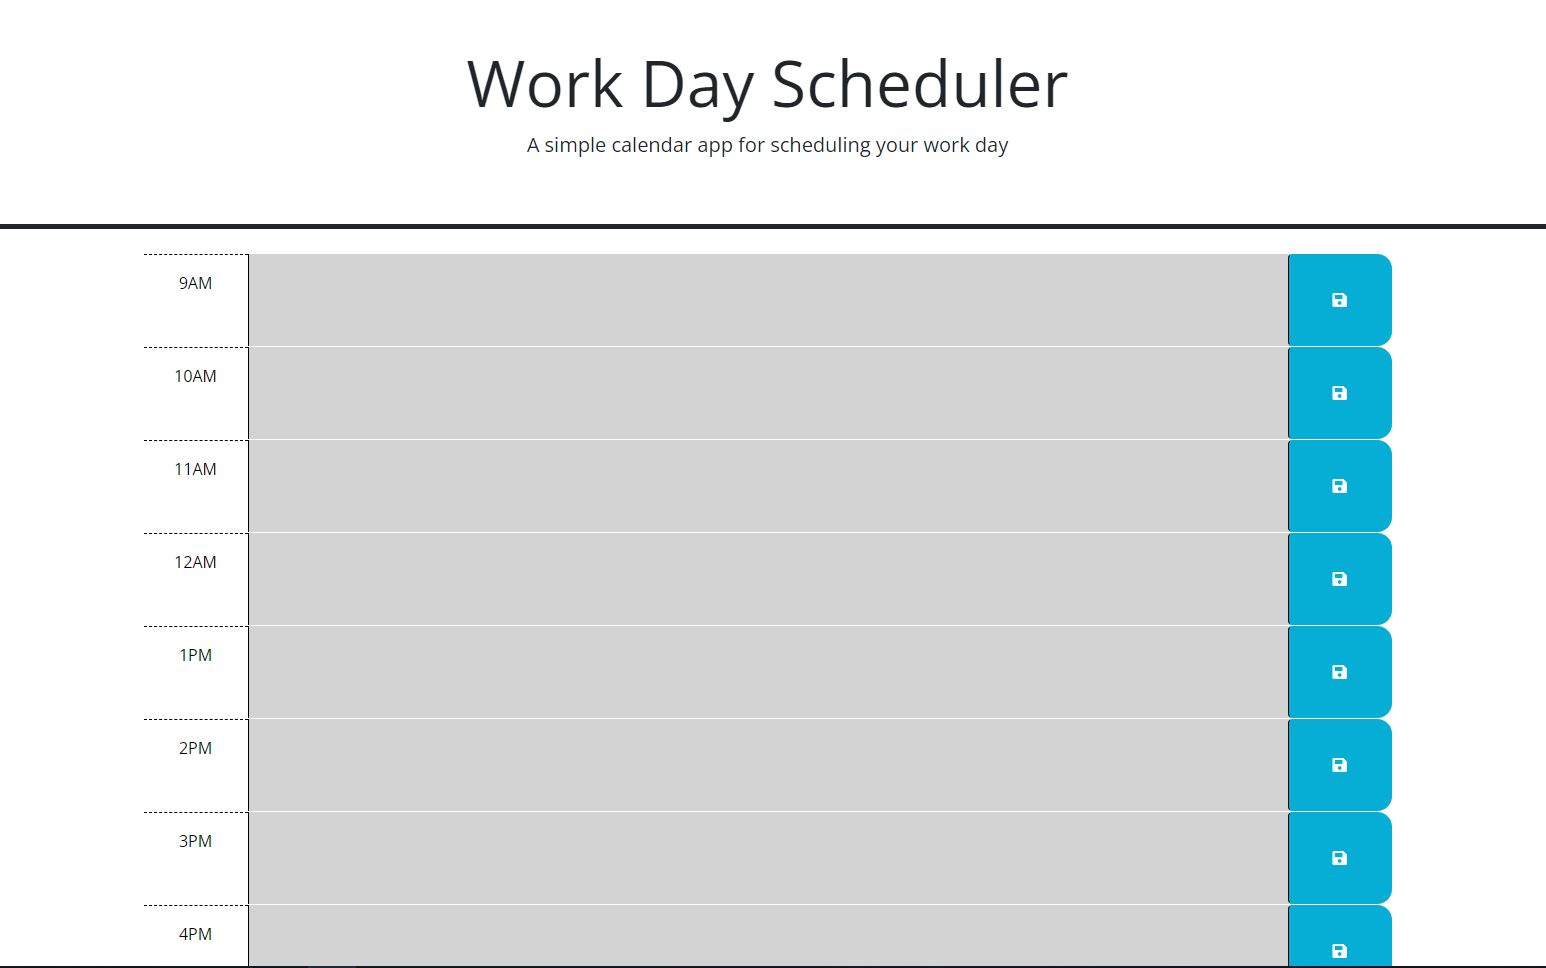 Work Day Scheduler
A simple calendar app for scheduling your work day
9AM
10AM
11AM
12AM
1PM
2PM
3PM
4PM